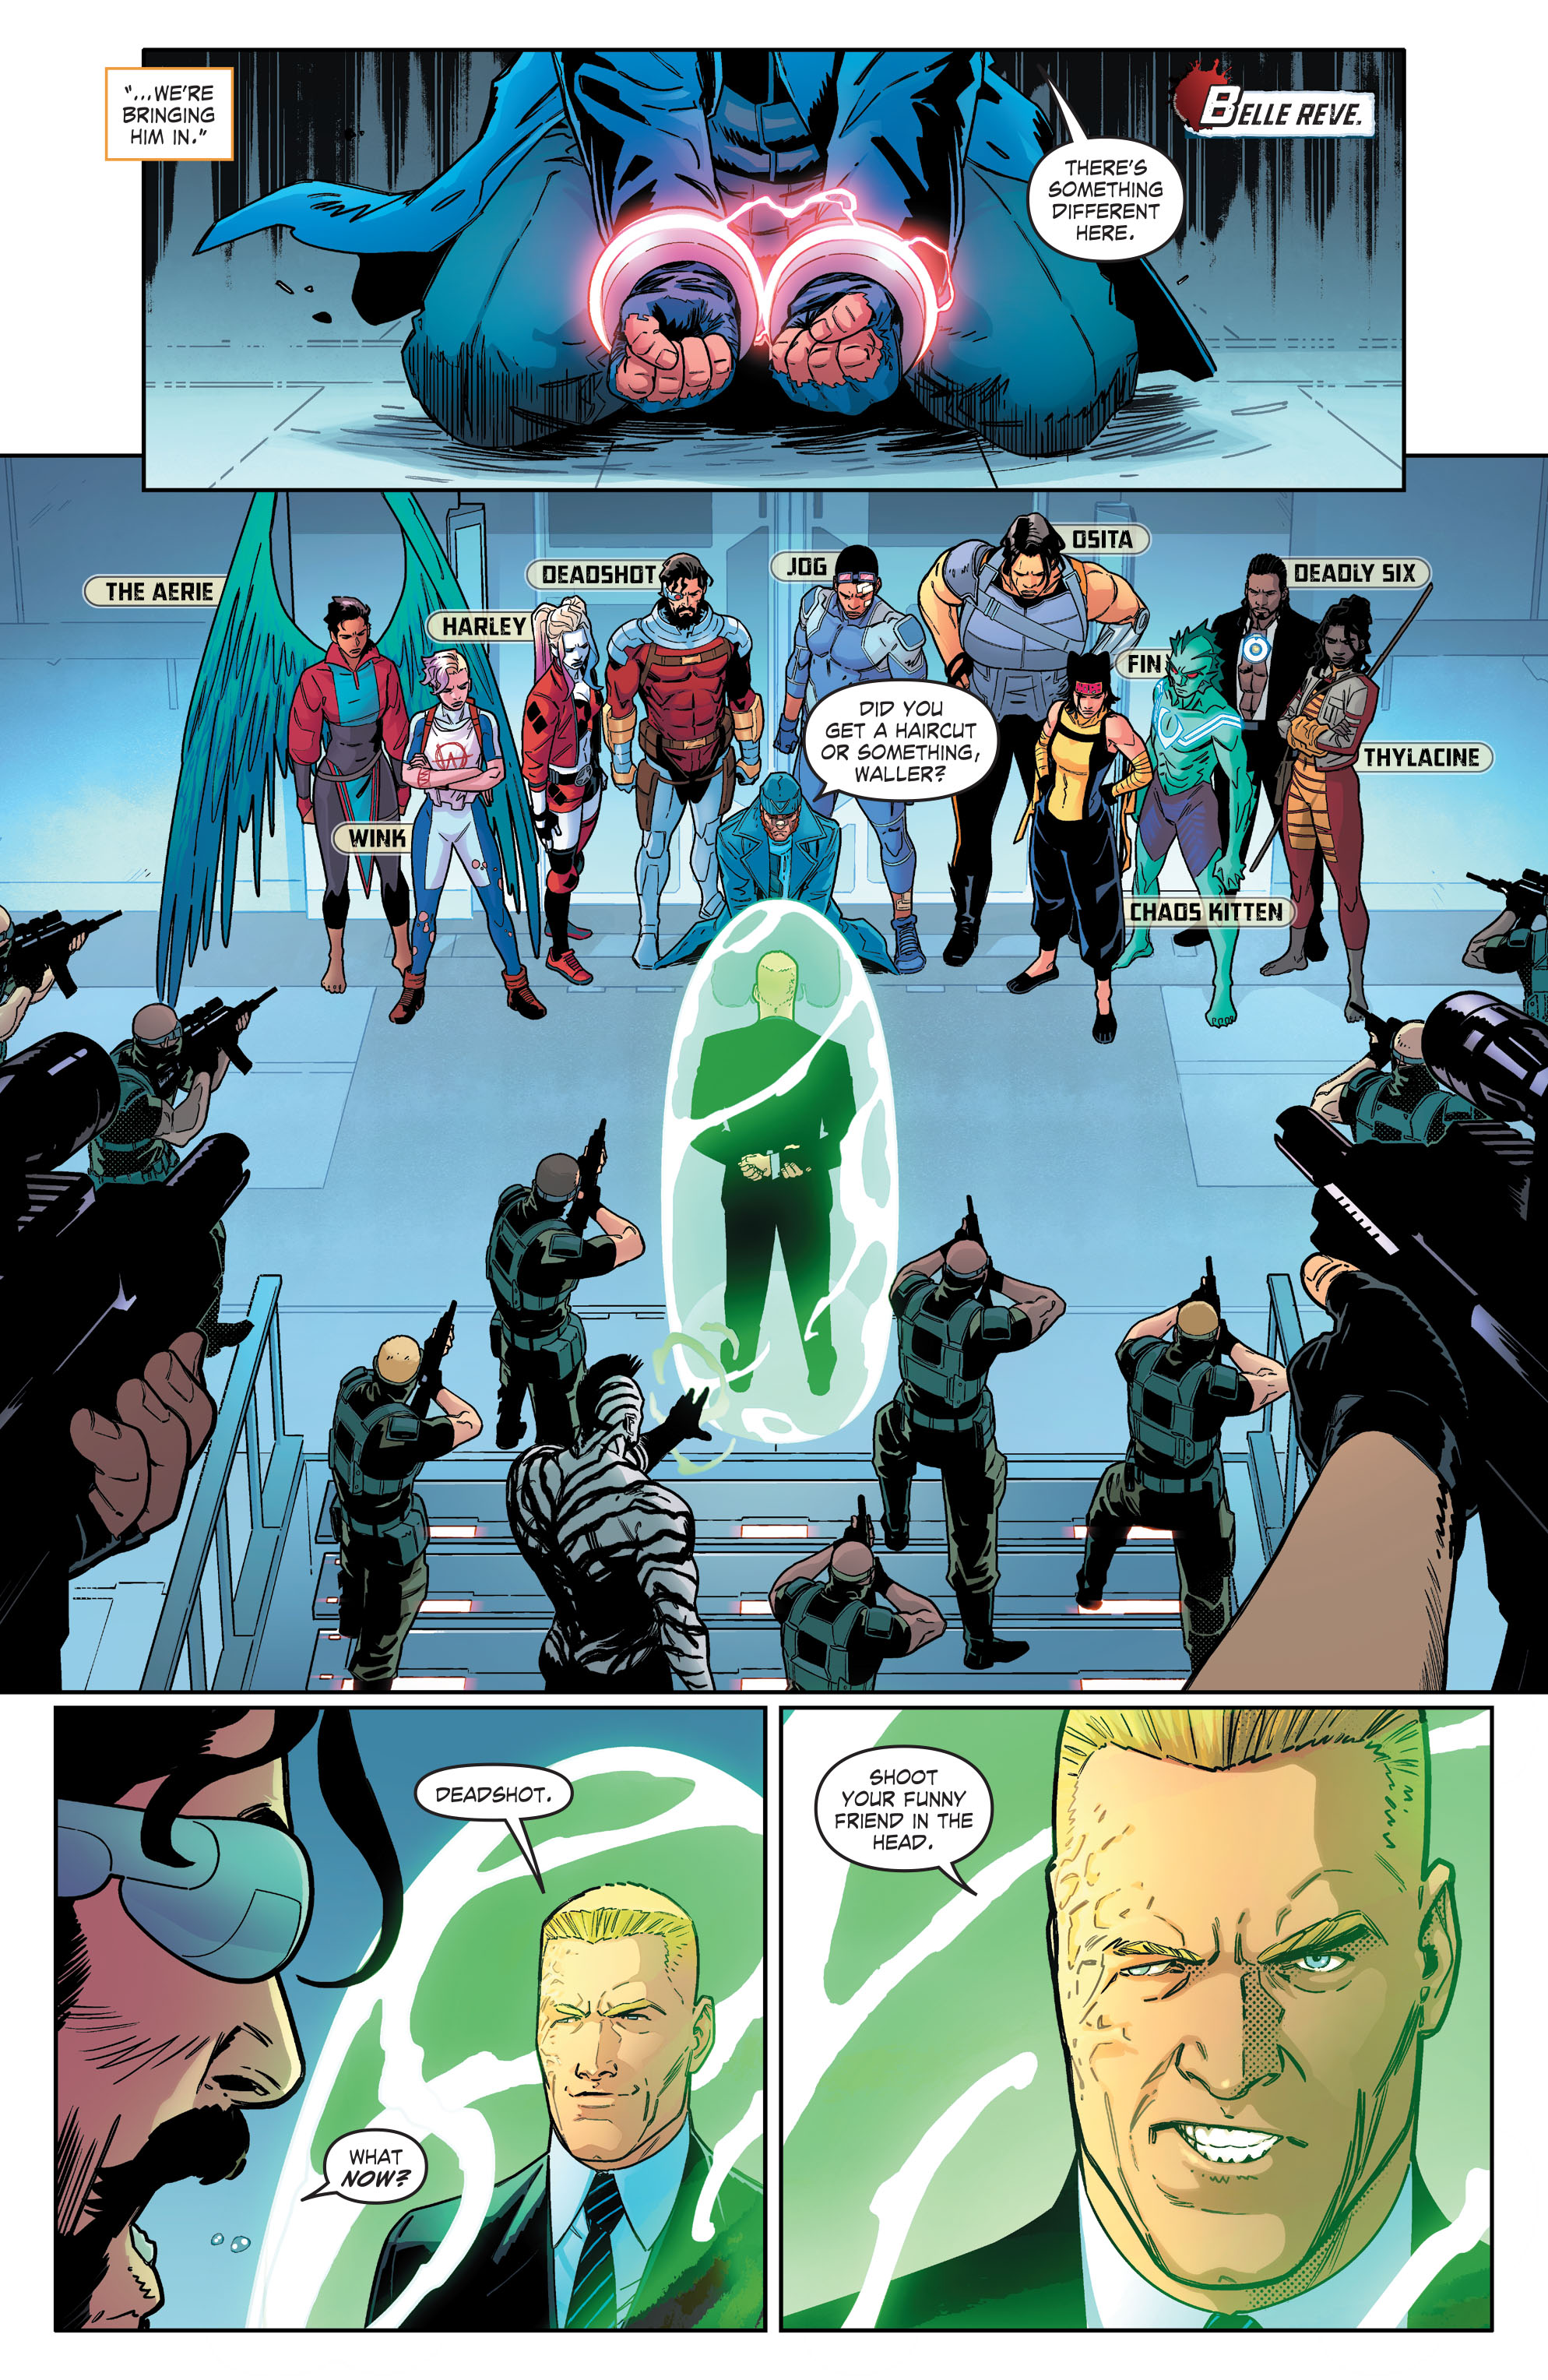 "...WE'RE
BRINGING
HIM IN."
BELLE REVE.
THERE'S
SOMETHING
DIFFERENT
HERE.
THE AERIE
WINK
HARLEY
DEADSHOT
JOG
OSITA
FIN
DEADLY SIX
THYLACINE
CHAOS KITTEN
DID YOU
GET A HAIRCUT
OR SOMETHING,
WALLER?
DEADSHOT.
WHAT
NOW?
SHOOT
YOUR FUNNY
FRIEND IN THE
HEAD.